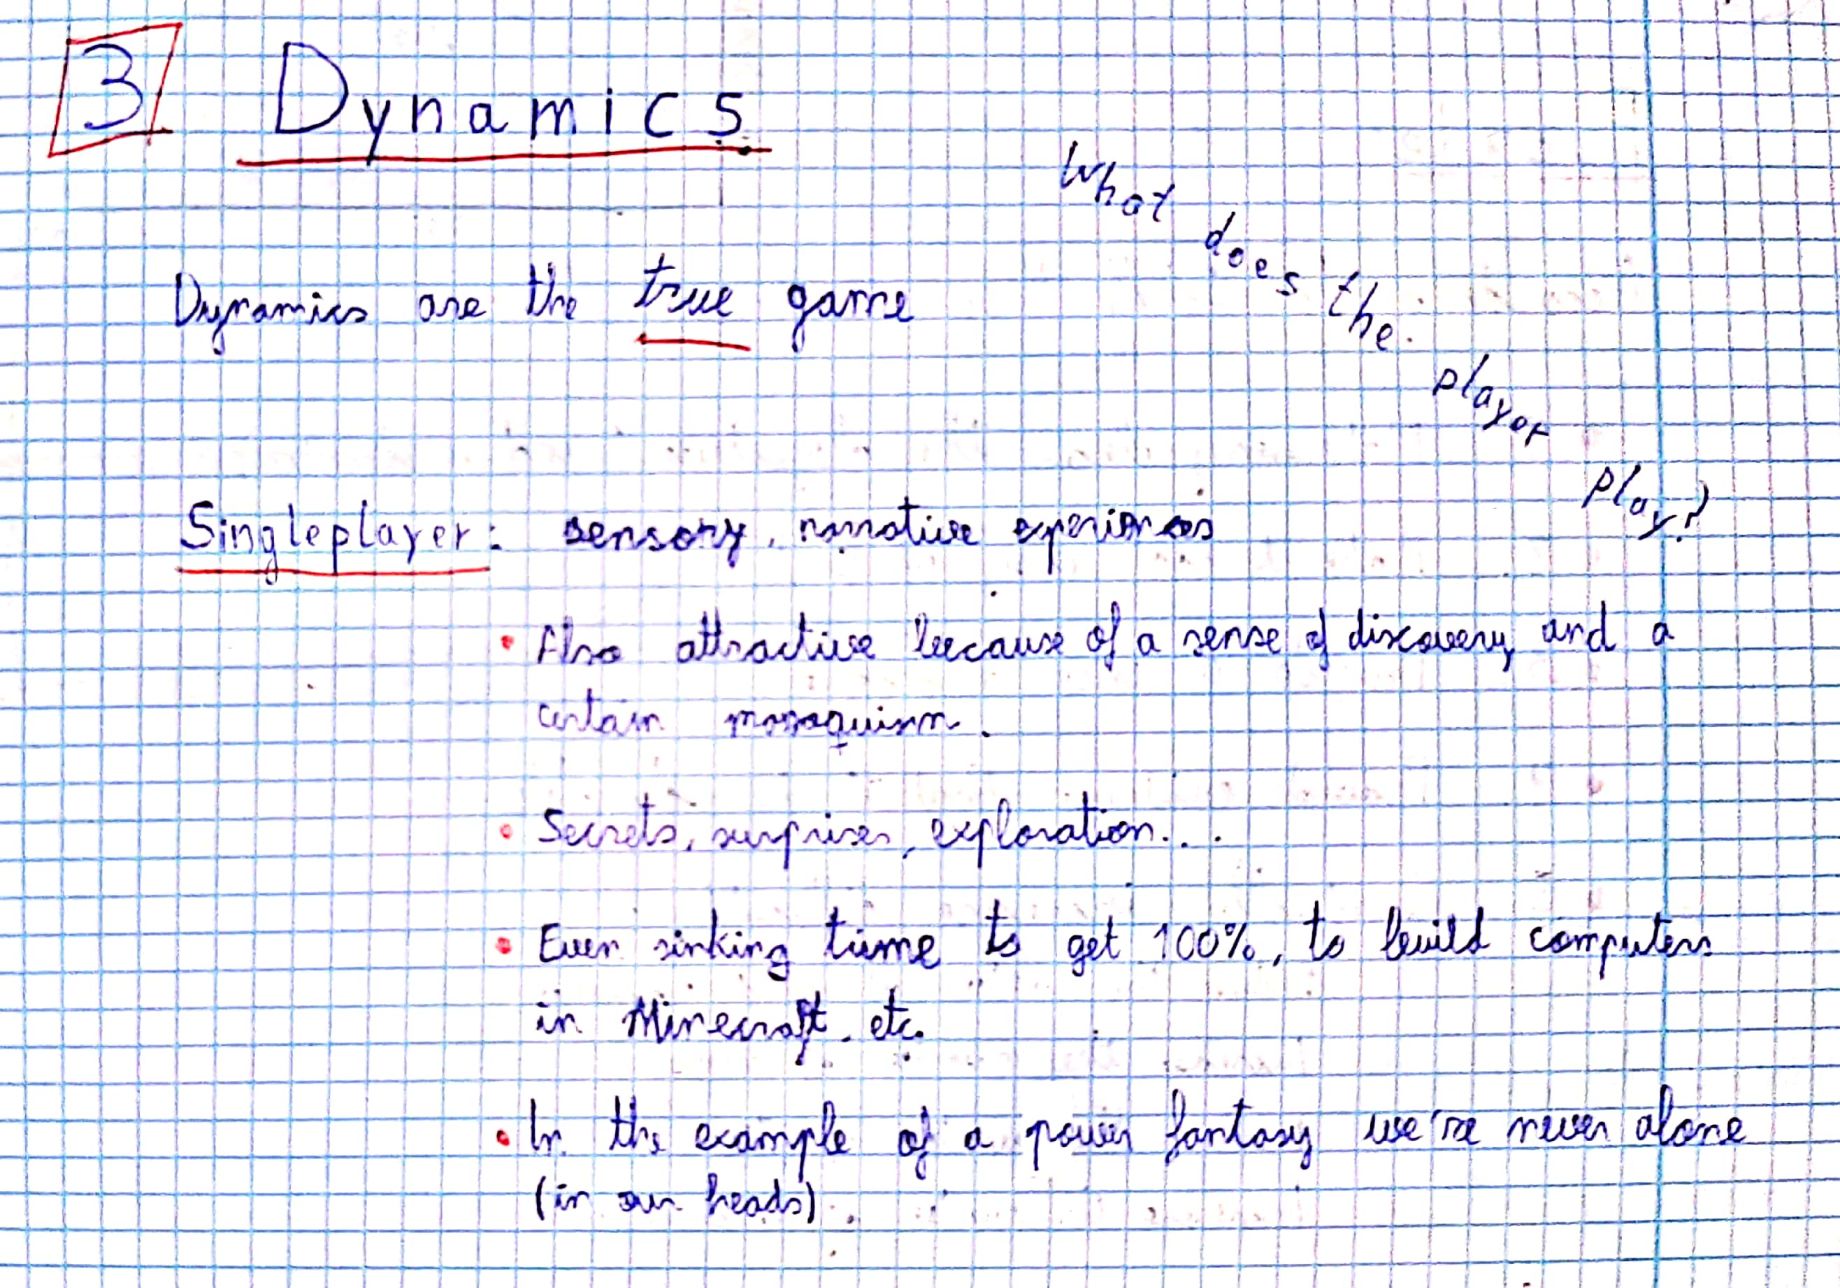 3 Dynamics
What does the player play?
Dynamics are the true game
Singleplayer: sensory, narrative experiences
• Also attractive because of a sense of discovery and a
certain masoquism.
• Secrets, surprises, exploration...
• Even sinking time to get 100%, to build computers
in Minecraft, etc.
• In the example of a power fantasy we're never alone
(in our heads).